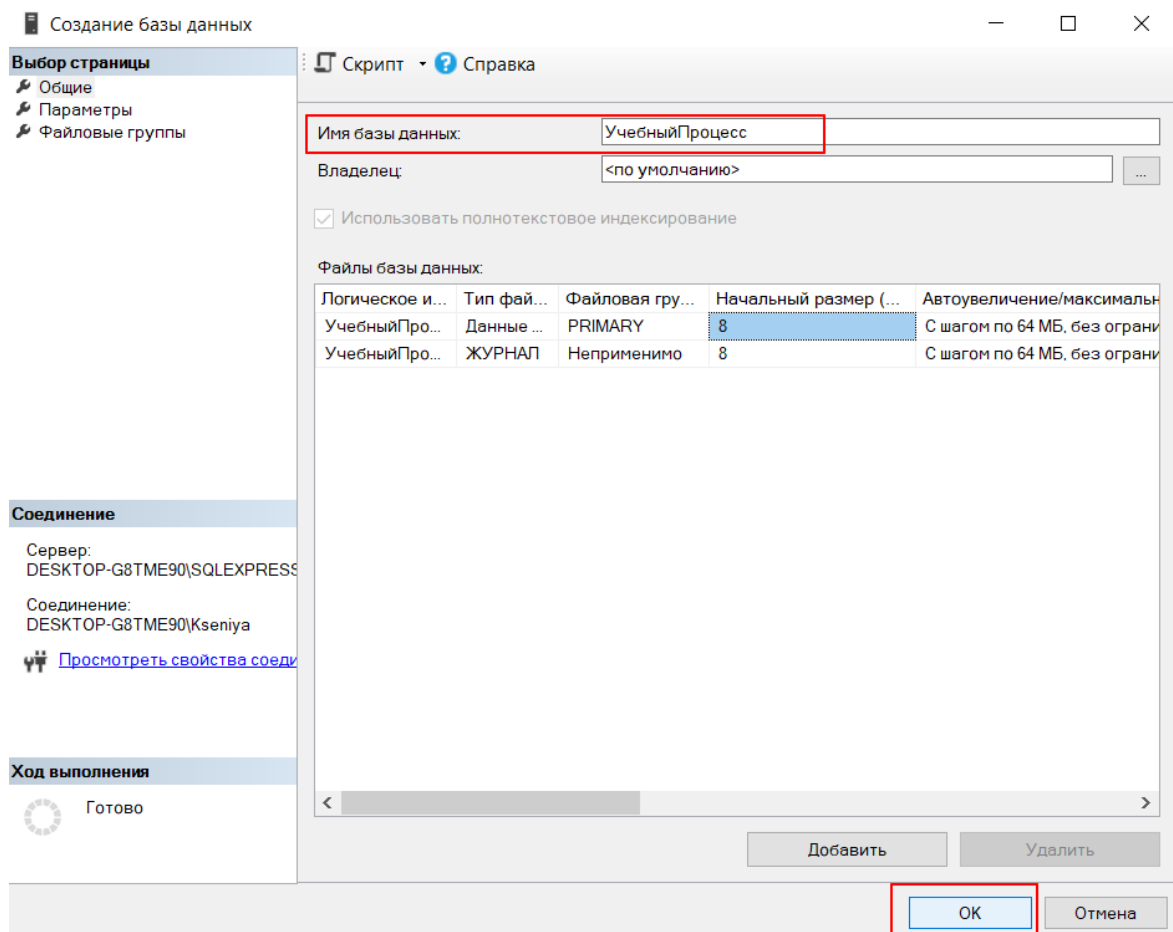 Создание базы данных
Выбор страницы
Общие
Параметры
Файловые группы
Скрипт
Справка
Имя базы данных: УчебныйПроцесс
Владелец: <по умолчанию> ...
Использовать полнотекстовое индексирование
Файлы базы данных:
Логическое и... Тип фай... Файловая гру... Начальный размер (... Автоувеличение/максимальн
УчебныйПро... Данные ... PRIMARY 8 С шагом по 64 МБ, без ограни
УчебныйПро... ЖУРНАЛ Неприменимо 8 С шагом по 64 МБ, без ограни
Соединение
Сервер:
DESKTOP-G8TME90\SQLEXPRESS
Соединение:
DESKTOP-G8TME90\Kseniya
Просмотреть свойства соеди
Ход выполнения
Готово
Добавить Удалить
OK Отмена